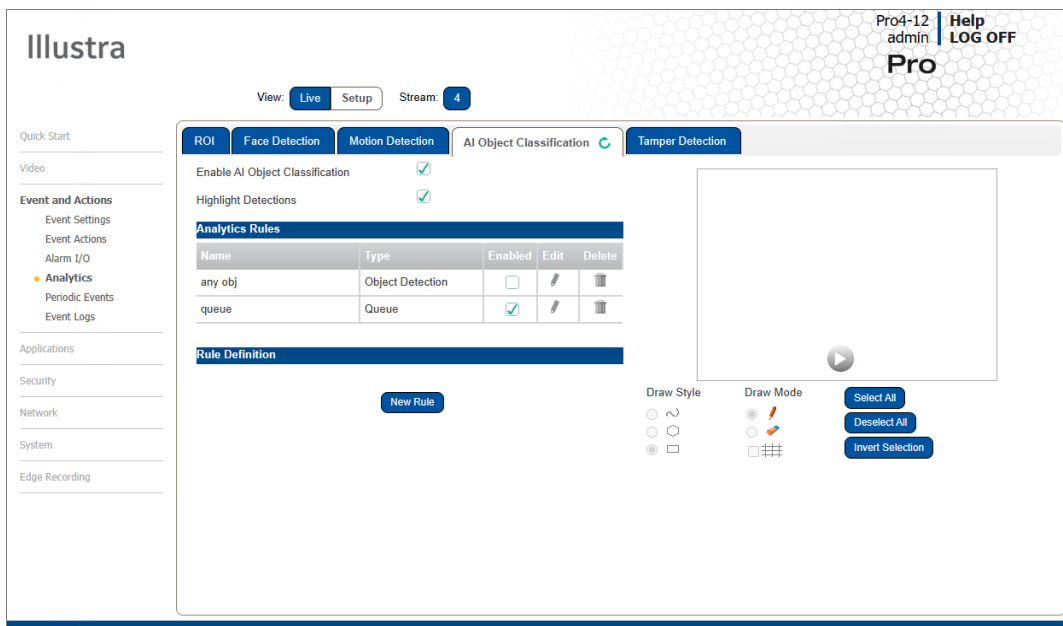 Illustra
Pro4-12 Help
admin LOG OFF
Pro
View: Live Setup Stream: 4
Quick Start
Video
Event and Actions
Event Settings
Event Actions
Alarm I/O
Analytics
Periodic Events
Event Logs
Applications
Security
Network
System
Edge Recording
ROI Face Detection Motion Detection AI Object Classification Tamper Detection
Enable AI Object Classification
Highlight Detections
Analytics Rules
Name Type Enabled Edit Delete
any obj Object Detection
queue Queue
Rule Definition
New Rule
Draw Style Draw Mode
Select All
Deselect All
Invert Selection